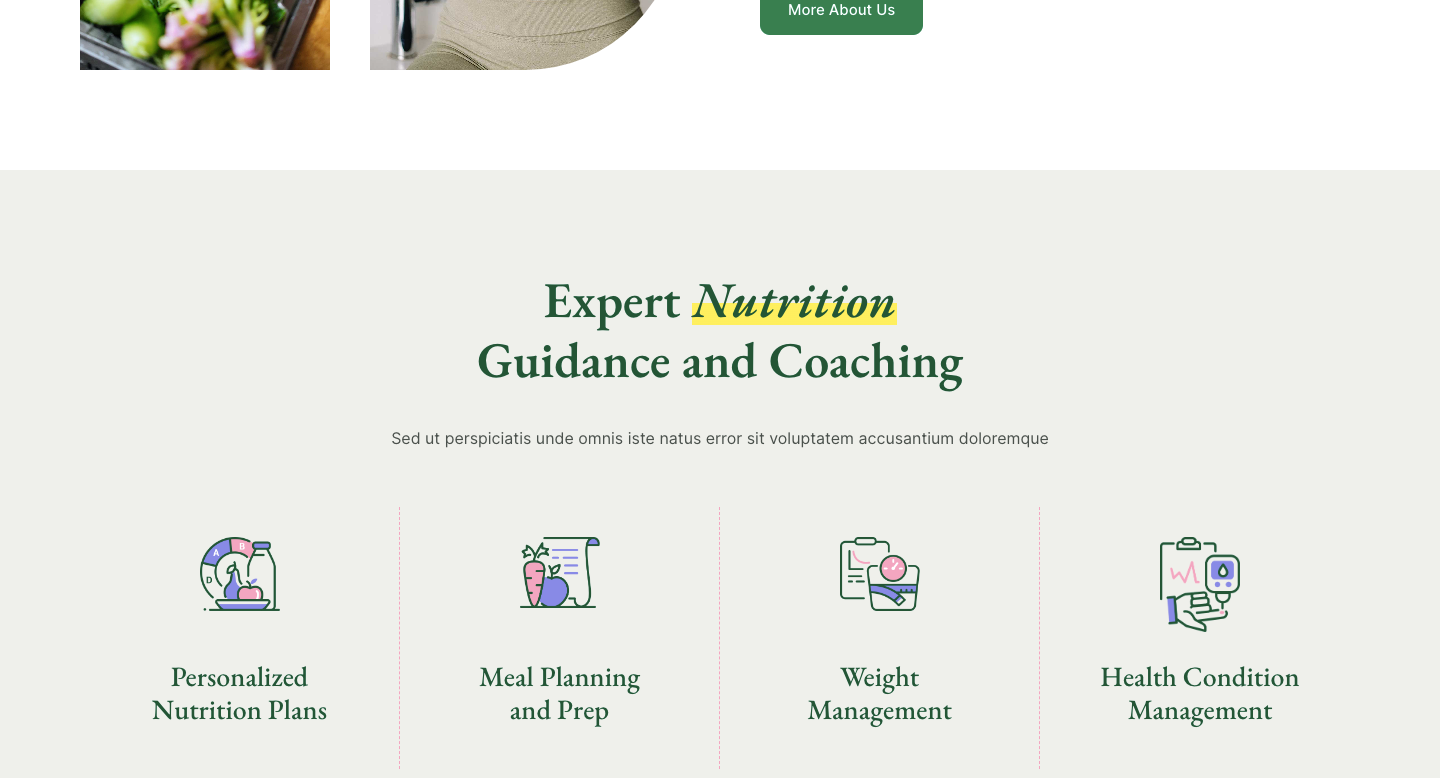 More About Us
Expert Nutrition
Guidance and Coaching
Sed ut perspiciatis unde omnis iste natus error sit voluptatem accusantium doloremque
A
B
D
Personalized
Nutrition Plans
Meal Planning
and Prep
Weight
Management
Health Condition
Management